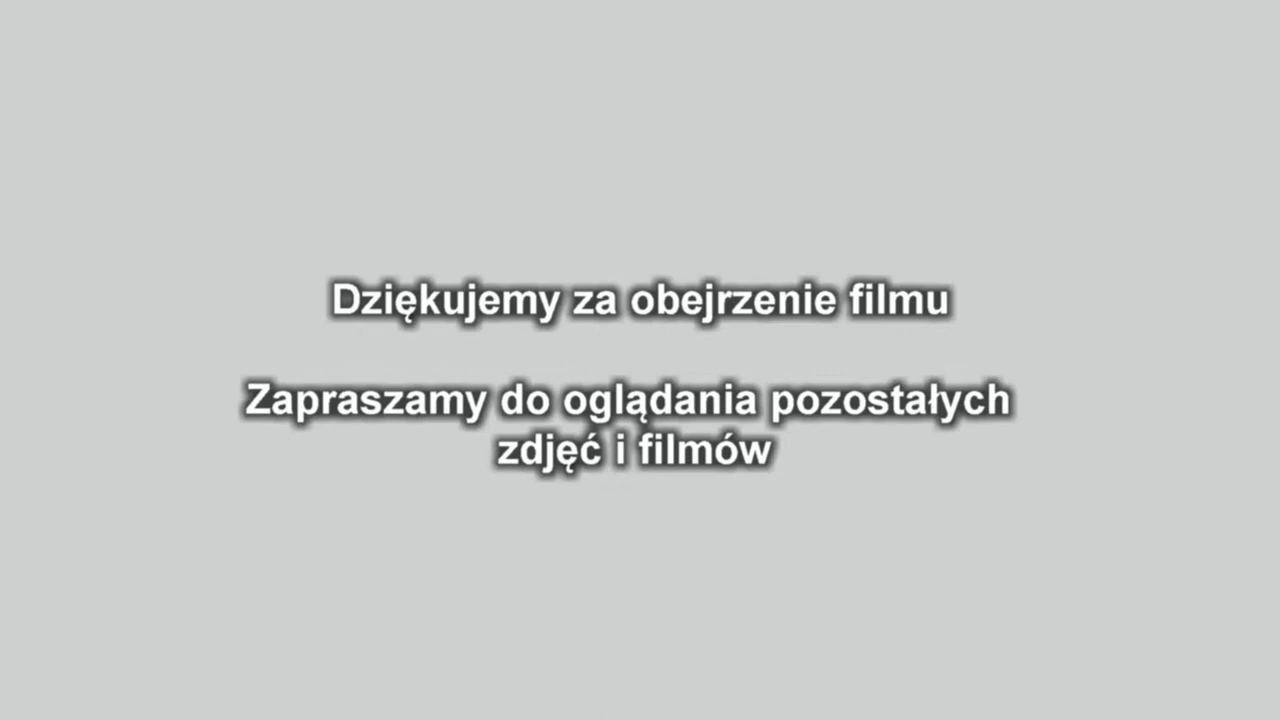 Dziękujemy za obejrzenie filmu
Zapraszamy do oglądania pozostałych
zdjęć i filmów